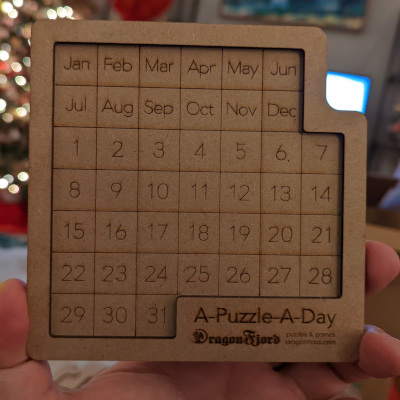 Jan Feb Mar Apr May Jun
Jul Aug Sep Oct Nov Dec
1 2 3 4 5 6 7
8 9 10 11 12 13 14
15 16 17 18 19 20 21
22 23 24 25 26 27 28
29 30 31 A-Puzzle-A-Day
DragonFjord puzzles & games
dragonfjord.com